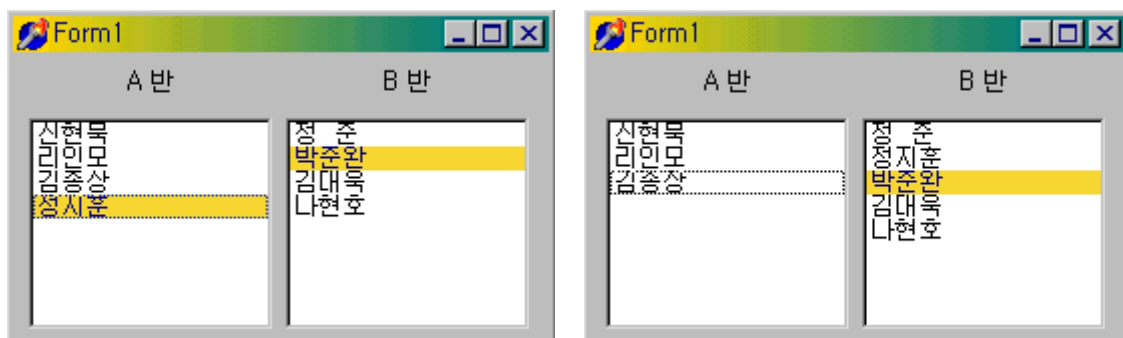 Form1
A 반
B 반
신현묵
리인모
김종상
정지훈
정 준
박준완
김대욱
나현호
Form1
A 반
B 반
신현묵
리인모
김종상
정 준
정지훈
박준완
김대욱
나현호